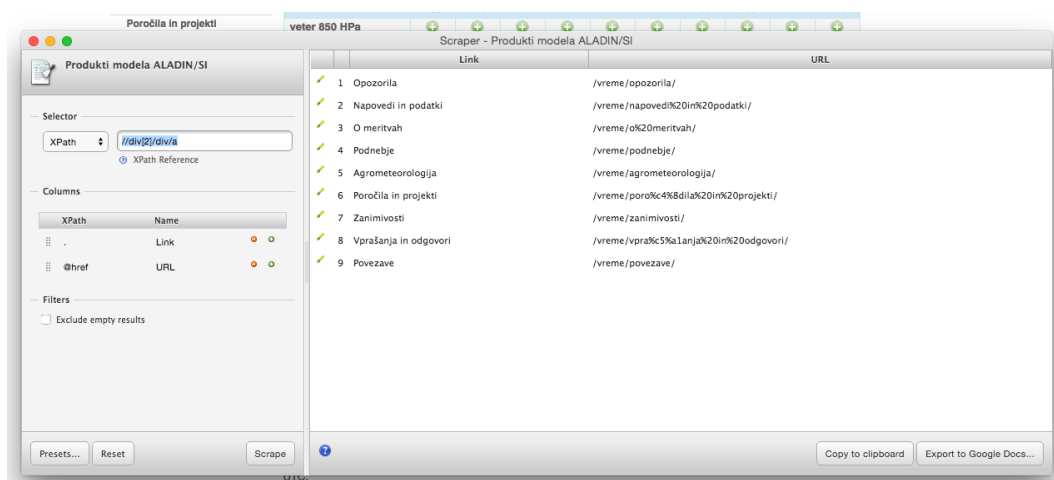 Poročila in projekti
veter 850 HPa
Scraper - Produkti modela ALADIN/SI
Produkti modela ALADIN/SI
Selector
XPath
//div[2]/div/a
XPath Reference
Columns
XPath Name
. Link
@href URL
Filters
Exclude empty results
Presets...
Reset
Scrape
Link URL
1 Opozorila /vreme/opozorila/
2 Napovedi in podatki /vreme/napovedi%20in%20podatki/
3 O meritvah /vreme/o%20meritvah/
4 Podnebje /vreme/podnebje/
5 Agrometeorologija /vreme/agrometeorologija/
6 Poročila in projekti /vreme/poro%c4%8dila%20in%20projekti/
7 Zanimivosti /vreme/zanimivosti/
8 Vprašanja in odgovori /vreme/vpra%c5%a1anja%20in%20odgovori/
9 Povezave /vreme/povezave/
?
Copy to clipboard
Export to Google Docs...